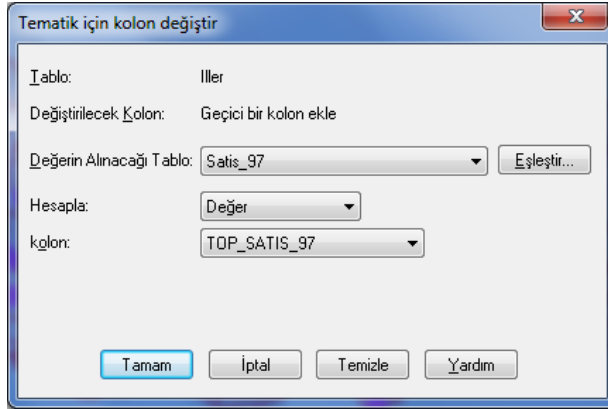 Tematik için kolon değiştir
Tablo: Iller
Değiştirilecek Kolon: Geçici bir kolon ekle
Değerin Alınacağı Tablo: Satis_97 Eşleştir...
Hesapla: Değer
kolon: TOP_SATIS_97
Tamam İptal Temizle Yardım